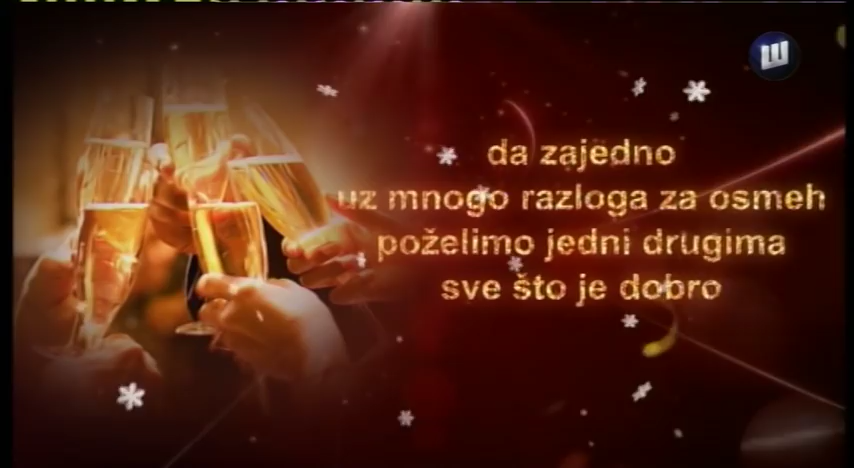 Ш
da zajedno
uz mnogo razloga za osmeh
poželimo jedni drugima
sve što je dobro